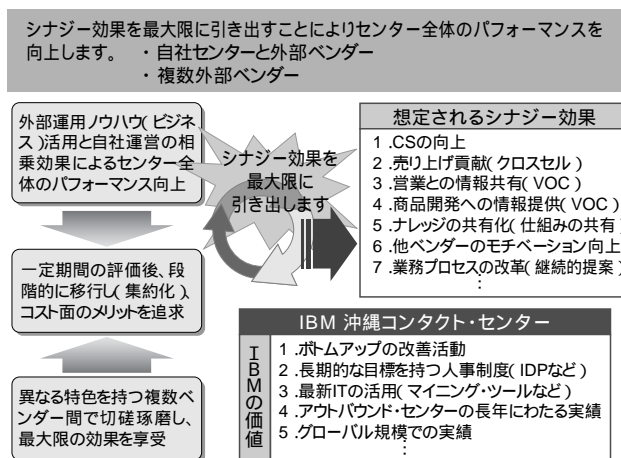 シナジー効果を最大限に引き出すことによりセンター全体のパフォーマンスを
向上します。 ・自社センターと外部ベンダー
・複数外部ベンダー
外部運用ノウハウ(ビジネ
ス)活用と自社運営の相
乗効果によるセンター全
体のパフォーマンス向上
一定期間の評価後、段
階的に移行し(集約化)、
コスト面のメリットを追求
異なる特色を持つ複数ベ
ンダー間で切磋琢磨し、
最大限の効果を享受
シナジー効果を
最大限に
引き出します
想定されるシナジー効果
1.CSの向上
2.売り上げ貢献(クロスセル)
3.営業との情報共有(VOC)
4.商品開発への情報提供(VOC)
5.ナレッジの共有化(仕組みの共有)
6.他ベンダーのモチベーション向上
7.業務プロセスの改革(継続的提案)
⋮
IBM 沖縄コンタクト・センター
IBMの価値
1.ボトムアップの改善活動
2.長期的な目標を持つ人事制度(IDPなど)
3.最新ITの活用(マイニング・ツールなど)
4.アウトバウンド・センターの長年にわたる実績
5.グローバル規模での実績
⋮